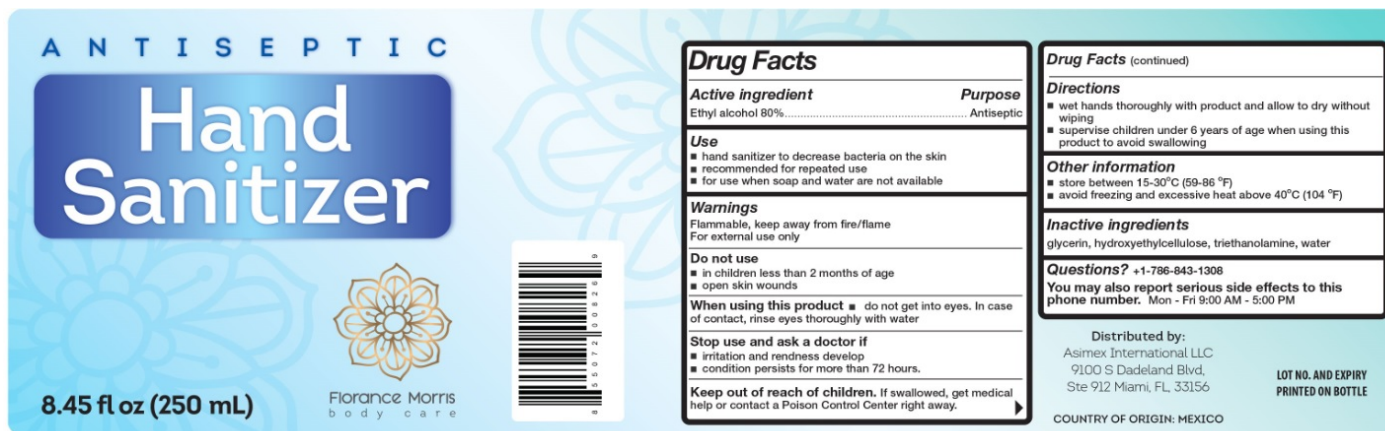 ANTISEPTIC
Hand
Sanitizer
8.45 fl oz (250 mL)
Florance Morris
body care
8 55072 00826 9
Drug Facts
Active ingredient Purpose
Ethyl alcohol 80%............................................................ Antiseptic
Use
▪ hand sanitizer to decrease bacteria on the skin
▪ recommended for repeated use
▪ for use when soap and water are not available
Warnings
Flammable, keep away from fire/flame
For external use only
Do not use
▪ in children less than 2 months of age
▪ open skin wounds
When using this product ▪ do not get into eyes. In case
of contact, rinse eyes thoroughly with water
Stop use and ask a doctor if
▪ irritation and rendness develop
▪ condition persists for more than 72 hours.
Keep out of reach of children. If swallowed, get medical
help or contact a Poison Control Center right away.
Drug Facts (continued)
Directions
▪ wet hands thoroughly with product and allow to dry without
wiping
▪ supervise children under 6 years of age when using this
product to avoid swallowing
Other information
▪ store between 15-30°C (59-86 °F)
▪ avoid freezing and excessive heat above 40°C (104 °F)
Inactive ingredients
glycerin, hydroxyethylcellulose, triethanolamine, water
Questions? +1-786-843-1308
You may also report serious side effects to this
phone number. Mon - Fri 9:00 AM - 5:00 PM
Distributed by:
Asimex International LLC
9100 S Dadeland Blvd,
Ste 912 Miami, FL, 33156
COUNTRY OF ORIGIN: MEXICO
LOT NO. AND EXPIRY
PRINTED ON BOTTLE